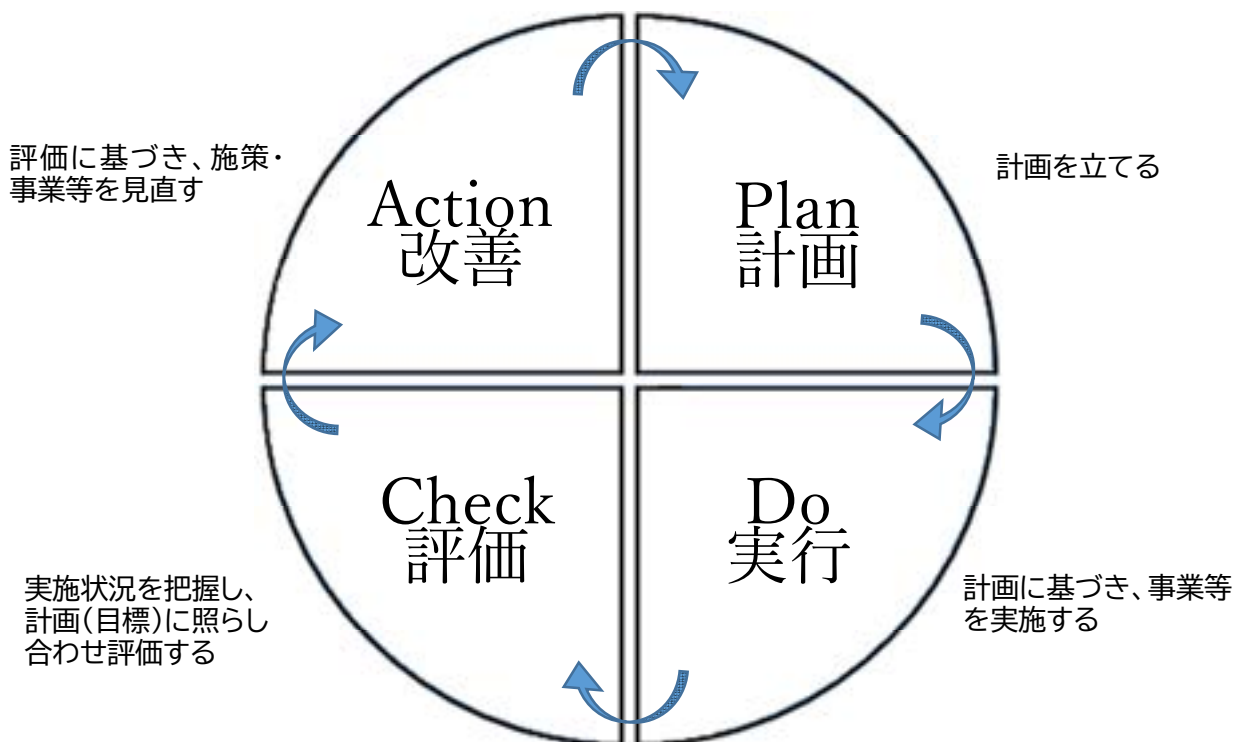 評価に基づき、施策・
事業等を見直す
Action
改善
Plan
計画
計画を立てる
Check
評価
Do
実行
実施状況を把握し、
計画(目標)に照らし
合わせ評価する
計画に基づき、事業等
を実施する